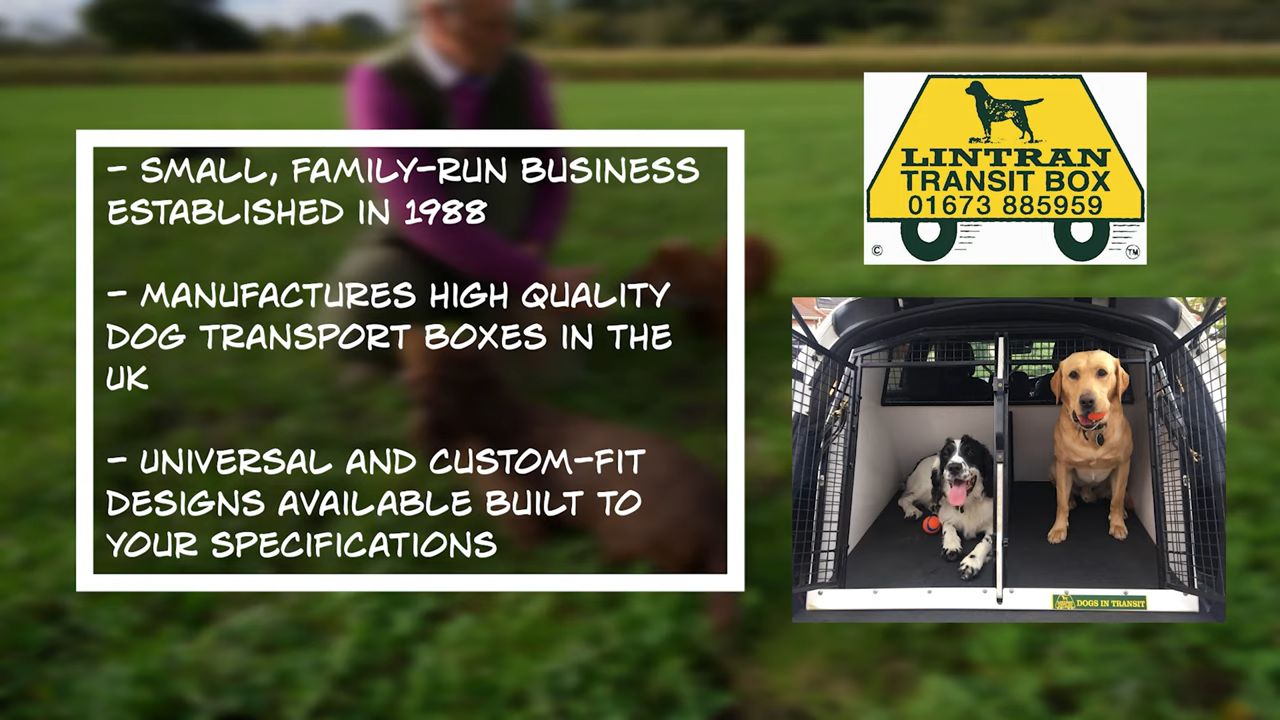 - SMALL, FAMILY-RUN BUSINESS
ESTABLISHED IN 1988
- MANUFACTURES HIGH QUALITY
DOG TRANSPORT BOXES IN THE
UK
- UNIVERSAL AND CUSTOM-FIT
DESIGNS AVAILABLE BUILT TO
YOUR SPECIFICATIONS
LINTRAN
TRANSIT BOX
01673 885959
© TM
DOGS IN TRANSIT